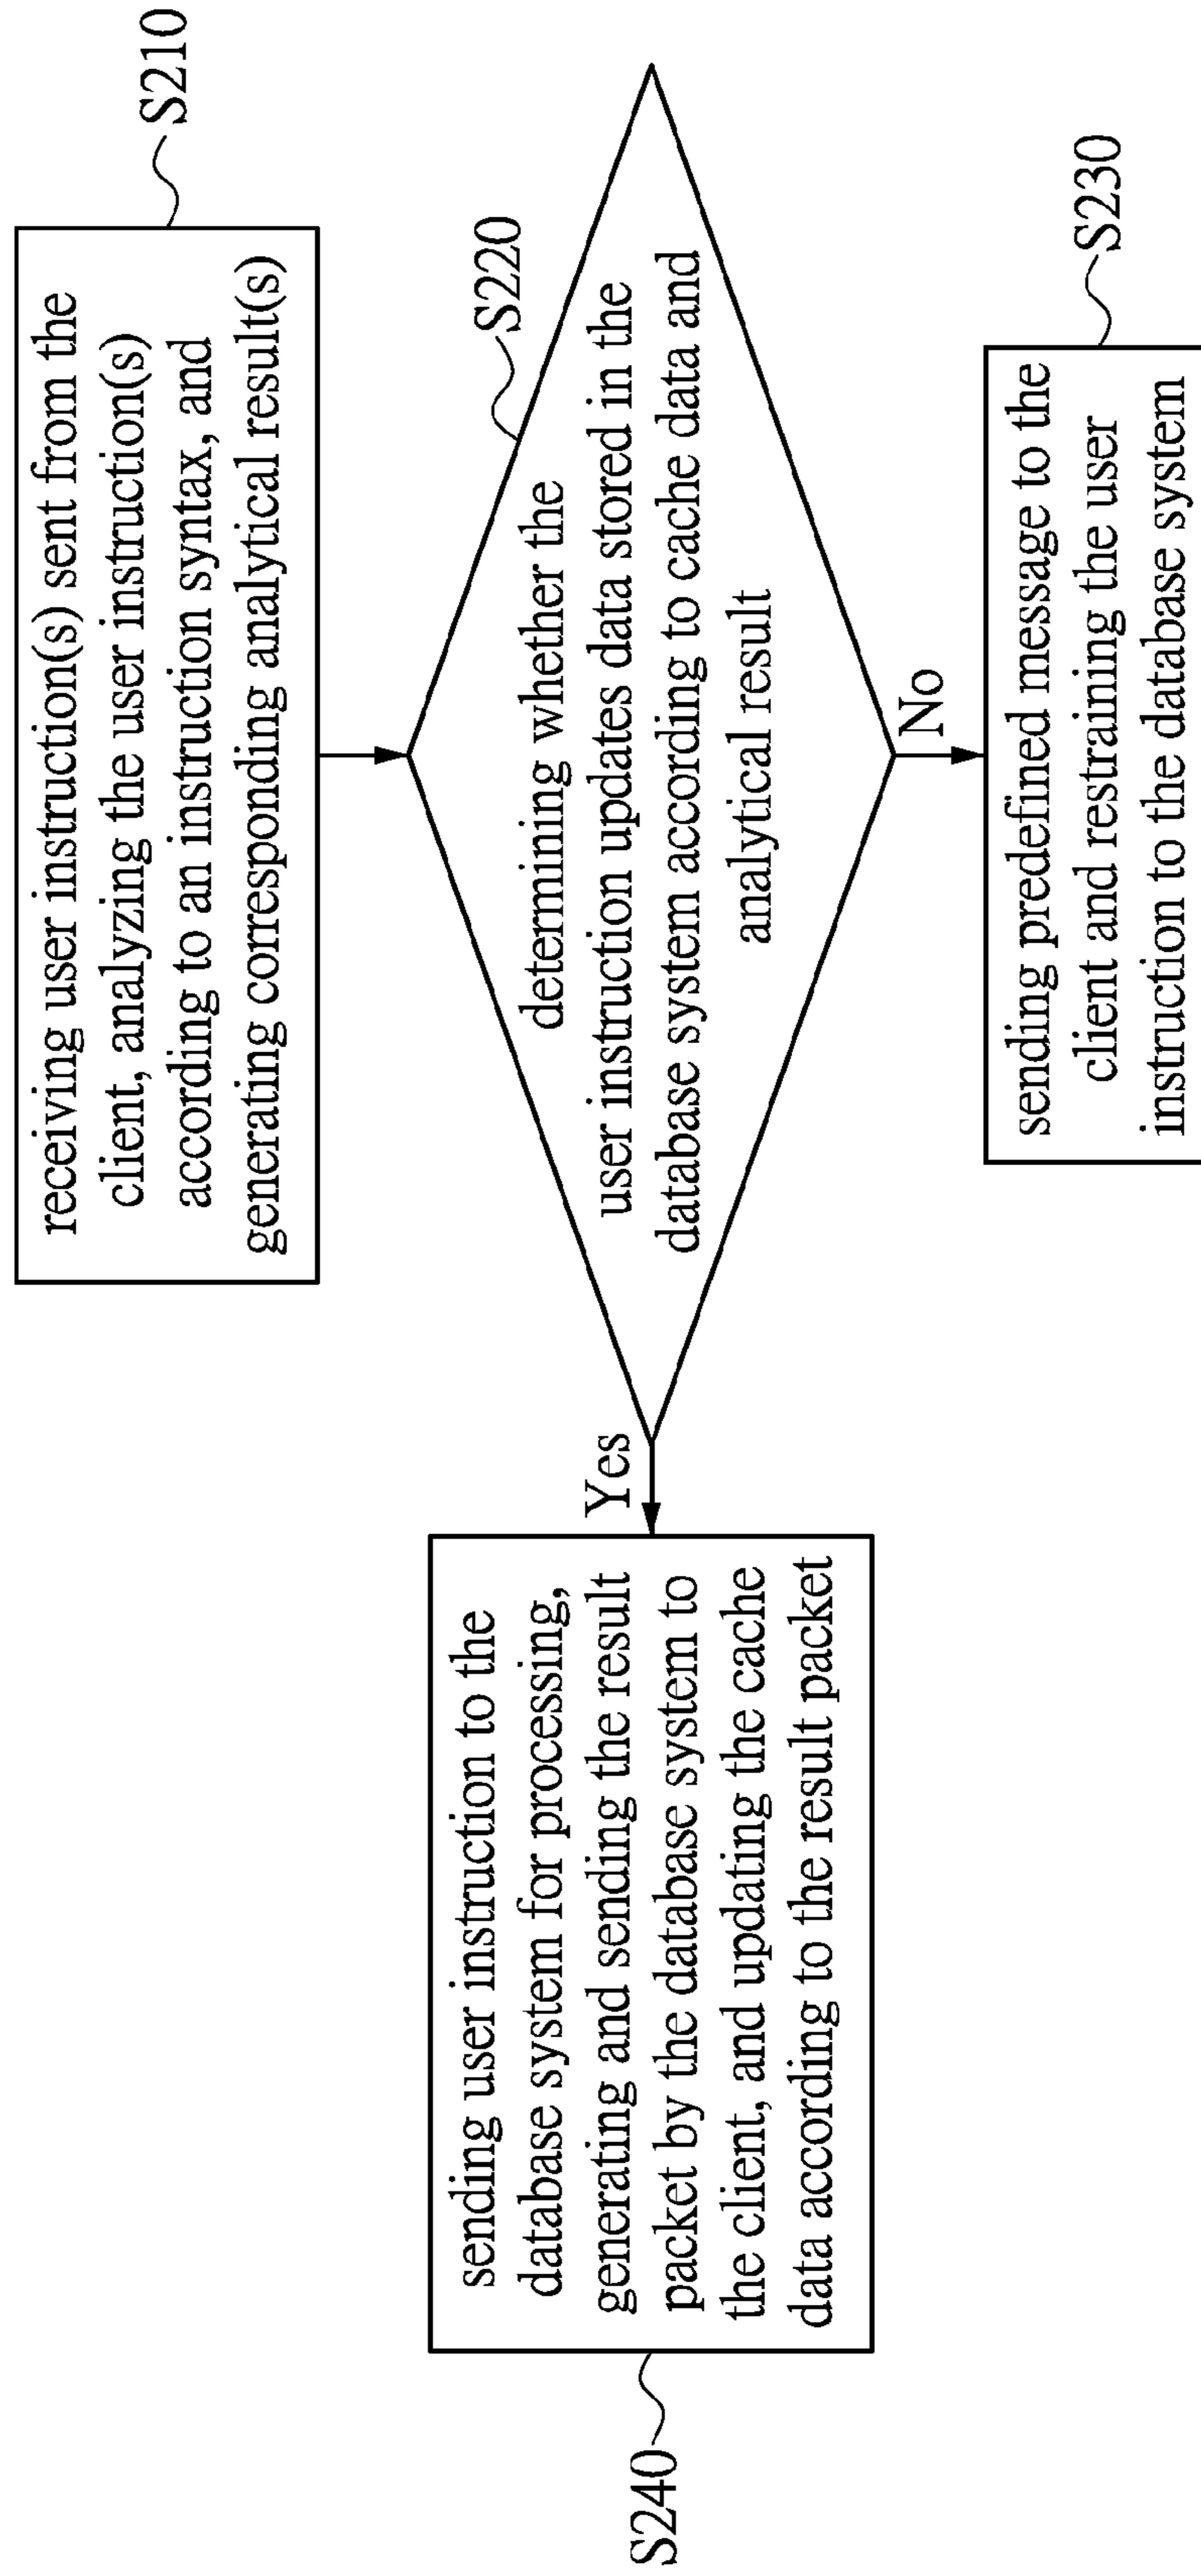 receiving user instruction(s) sent from the
client, analyzing the user instruction(s)
according to an instruction syntax, and
generating corresponding analytical result(s)
S210
determining whether the
user instruction updates data stored in the
database system according to cache data and
analytical result
S220
Yes
No
sending user instruction to the
database system for processing,
generating and sending the result
packet by the database system to
the client, and updating the cache
data according to the result packet
S240
sending predefined message to the
client and restraining the user
instruction to the database system
S230